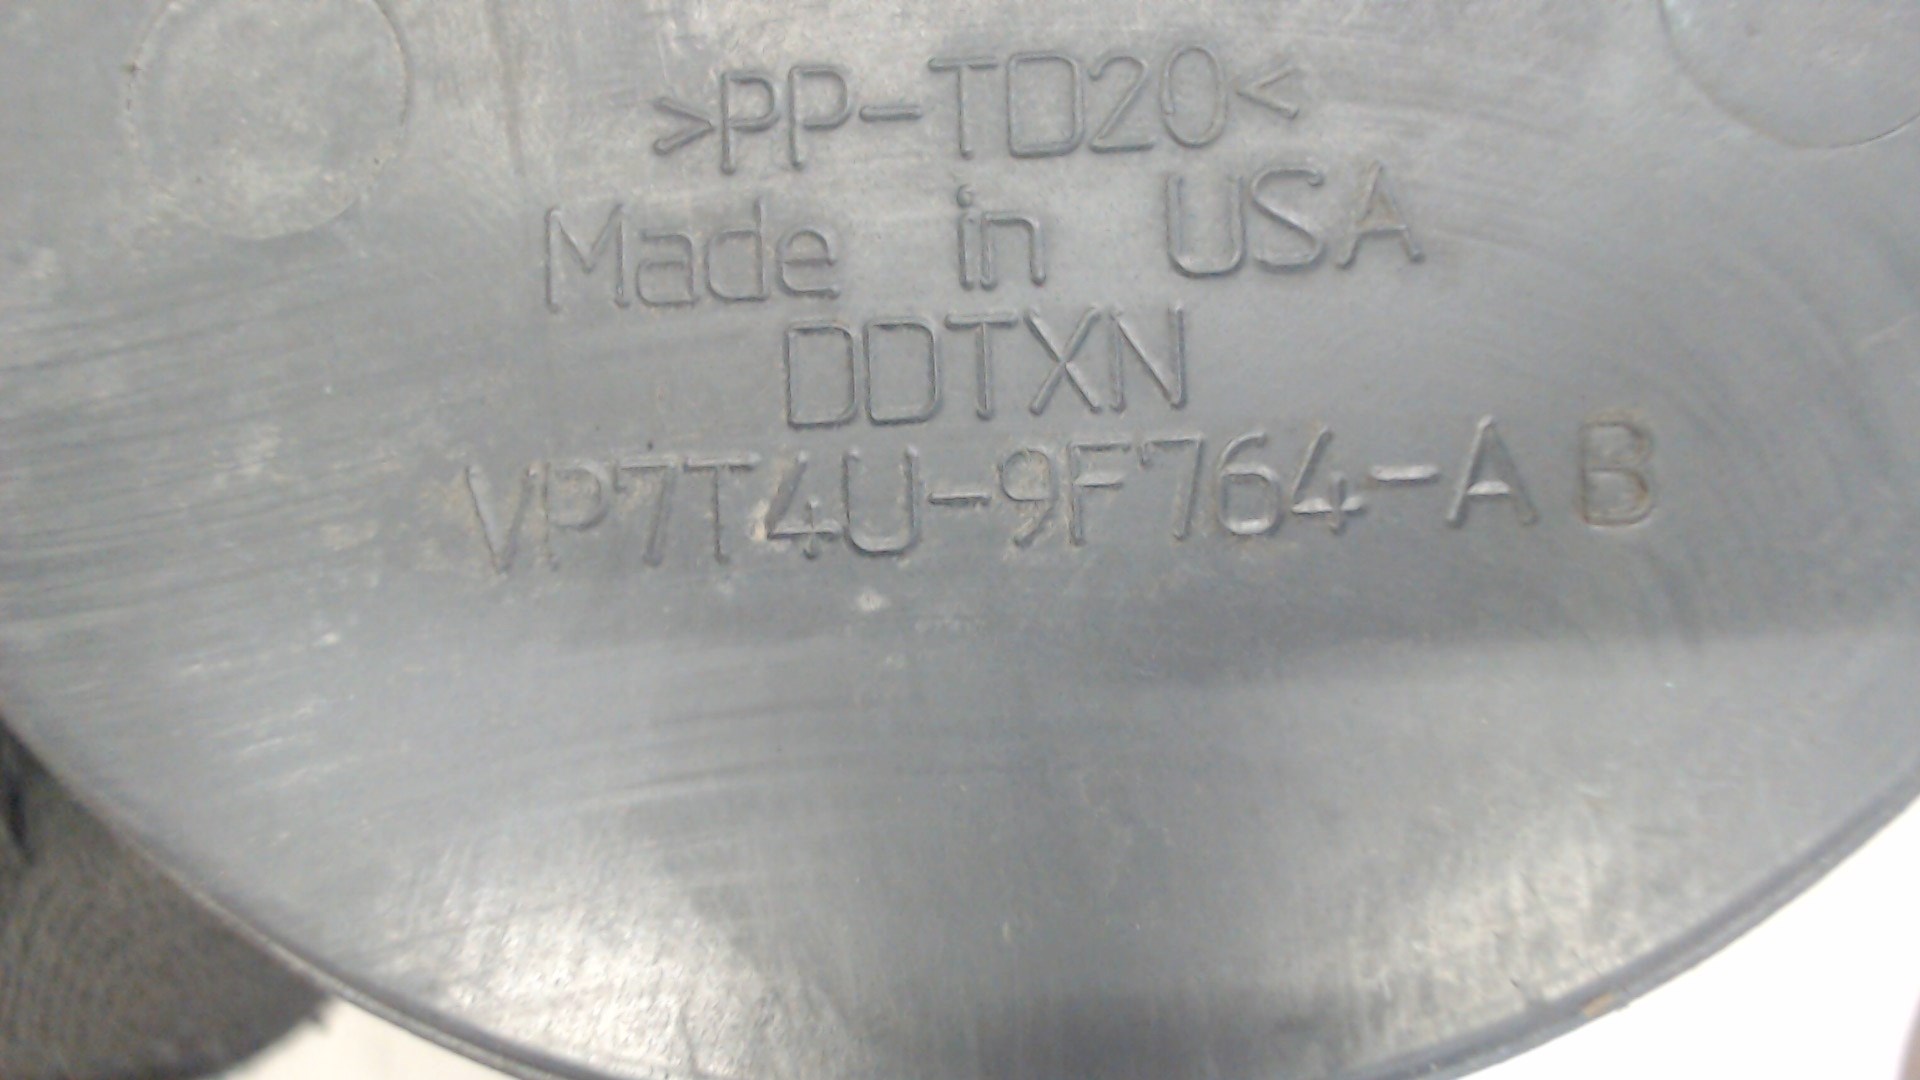 >PP-TD20<
Made in USA
DDTXN
VP7T4U-9F764-AB